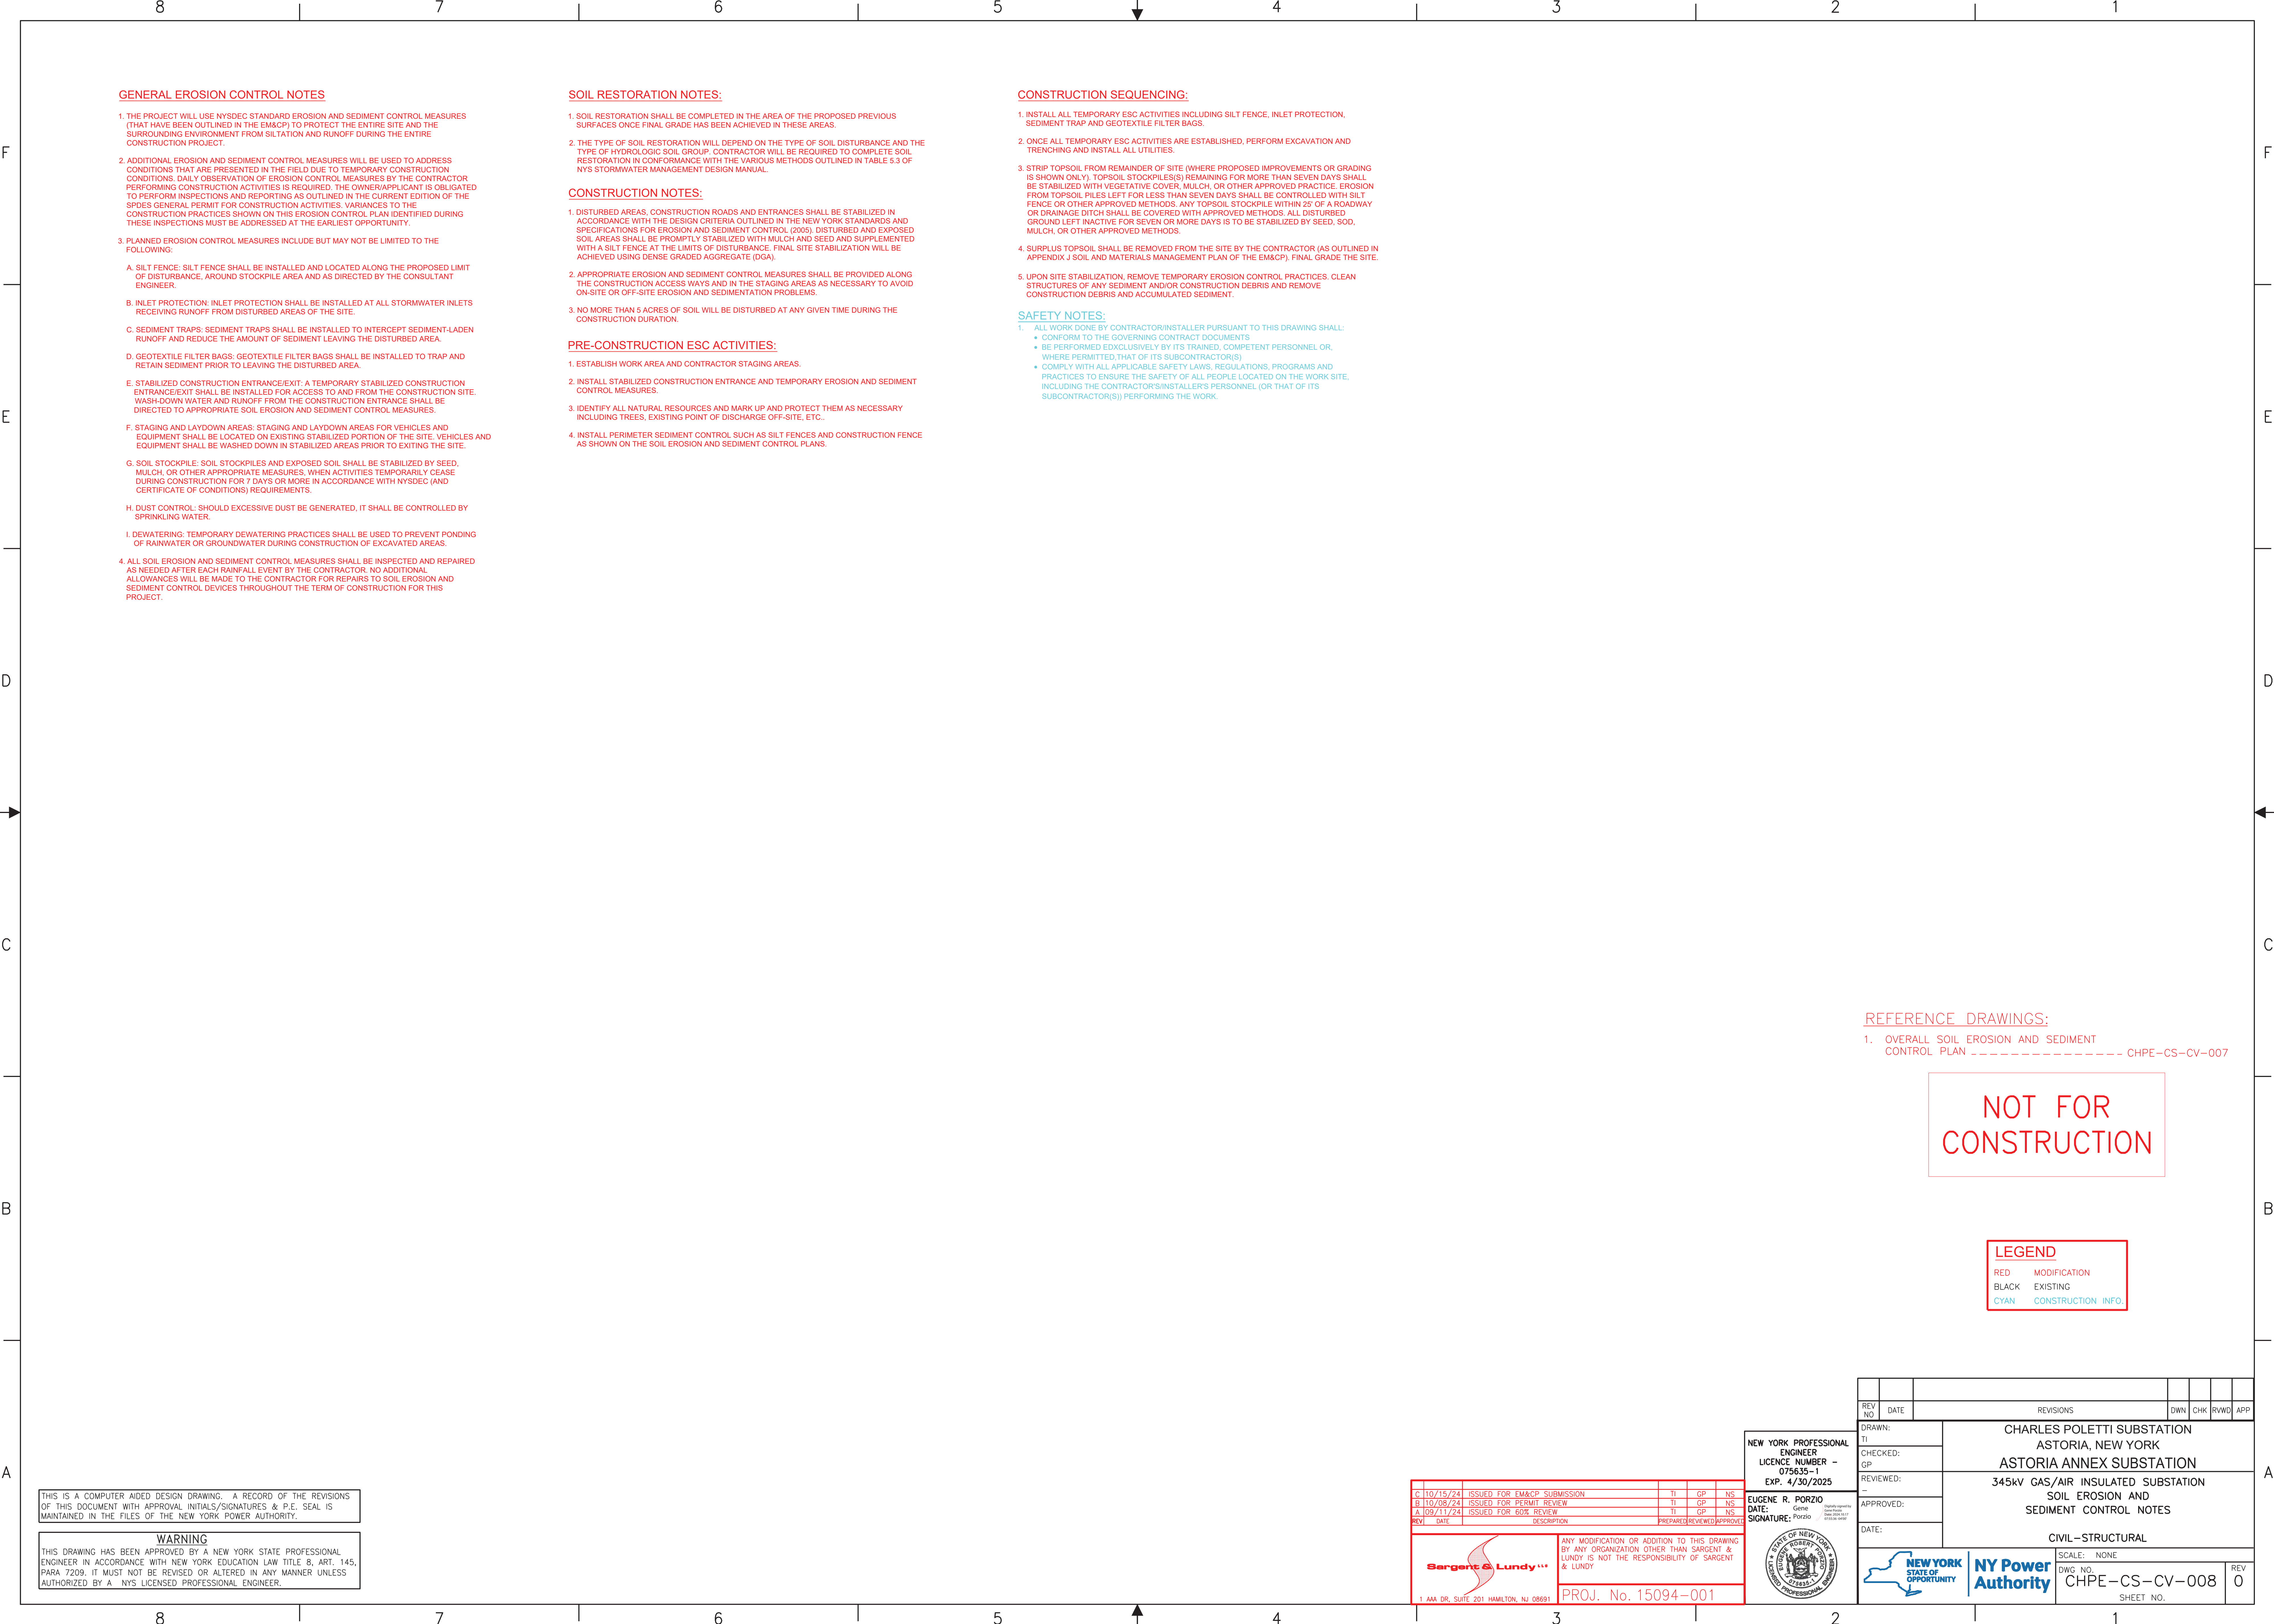 8 7 6 5 4 3 2 1
GENERAL EROSION CONTROL NOTES
1. THE PROJECT WILL USE NYSDEC STANDARD EROSION AND SEDIMENT CONTROL MEASURES
(THAT HAVE BEEN OUTLINED IN THE EM&CP) TO PROTECT THE ENTIRE SITE AND THE
SURROUNDING ENVIRONMENT FROM SILTATION AND RUNOFF DURING THE ENTIRE
CONSTRUCTION PROJECT.
2. ADDITIONAL EROSION AND SEDIMENT CONTROL MEASURES WILL BE USED TO ADDRESS
CONDITIONS THAT ARE PRESENTED IN THE FIELD DUE TO TEMPORARY CONSTRUCTION
CONDITIONS. DAILY OBSERVATION OF EROSION CONTROL MEASURES BY THE CONTRACTOR
PERFORMING CONSTRUCTION ACTIVITIES IS REQUIRED. THE OWNER/APPLICANT IS OBLIGATED
TO PERFORM INSPECTIONS AND REPORTING AS OUTLINED IN THE CURRENT EDITION OF THE
SPDES GENERAL PERMIT FOR CONSTRUCTION ACTIVITIES. VARIANCES TO THE
CONSTRUCTION PRACTICES SHOWN ON THIS EROSION CONTROL PLAN IDENTIFIED DURING
THESE INSPECTIONS MUST BE ADDRESSED AT THE EARLIEST OPPORTUNITY.
3. PLANNED EROSION CONTROL MEASURES INCLUDE BUT MAY NOT BE LIMITED TO THE
FOLLOWING:
A. SILT FENCE: SILT FENCE SHALL BE INSTALLED AND LOCATED ALONG THE PROPOSED LIMIT
OF DISTURBANCE, AROUND STOCKPILE AREA AND AS DIRECTED BY THE CONSULTANT
ENGINEER.
B. INLET PROTECTION: INLET PROTECTION SHALL BE INSTALLED AT ALL STORMWATER INLETS
RECEIVING RUNOFF FROM DISTURBED AREAS OF THE SITE.
C. SEDIMENT TRAPS: SEDIMENT TRAPS SHALL BE INSTALLED TO INTERCEPT SEDIMENT-LADEN
RUNOFF AND REDUCE THE AMOUNT OF SEDIMENT LEAVING THE DISTURBED AREA.
D. GEOTEXTILE FILTER BAGS: GEOTEXTILE FILTER BAGS SHALL BE INSTALLED TO TRAP AND
RETAIN SEDIMENT PRIOR TO LEAVING THE DISTURBED AREA.
E. STABILIZED CONSTRUCTION ENTRANCE/EXIT: A TEMPORARY STABILIZED CONSTRUCTION
ENTRANCE/EXIT SHALL BE INSTALLED FOR ACCESS TO AND FROM THE CONSTRUCTION SITE.
WASH-DOWN WATER AND RUNOFF FROM THE CONSTRUCTION ENTRANCE SHALL BE
DIRECTED TO APPROPRIATE SOIL EROSION AND SEDIMENT CONTROL MEASURES.
F. STAGING AND LAYDOWN AREAS: STAGING AND LAYDOWN AREAS FOR VEHICLES AND
EQUIPMENT SHALL BE LOCATED ON EXISTING STABILIZED PORTION OF THE SITE. VEHICLES AND
EQUIPMENT SHALL BE WASHED DOWN IN STABILIZED AREAS PRIOR TO EXITING THE SITE.
G. SOIL STOCKPILE: SOIL STOCKPILES AND EXPOSED SOIL SHALL BE STABILIZED BY SEED,
MULCH, OR OTHER APPROPRIATE MEASURES, WHEN ACTIVITIES TEMPORARILY CEASE
DURING CONSTRUCTION FOR 7 DAYS OR MORE IN ACCORDANCE WITH NYSDEC (AND
CERTIFICATE OF CONDITIONS) REQUIREMENTS.
H. DUST CONTROL: SHOULD EXCESSIVE DUST BE GENERATED, IT SHALL BE CONTROLLED BY
SPRINKLING WATER.
I. DEWATERING: TEMPORARY DEWATERING PRACTICES SHALL BE USED TO PREVENT PONDING
OF RAINWATER OR GROUNDWATER DURING CONSTRUCTION OF EXCAVATED AREAS.
4. ALL SOIL EROSION AND SEDIMENT CONTROL MEASURES SHALL BE INSPECTED AND REPAIRED
AS NEEDED AFTER EACH RAINFALL EVENT BY THE CONTRACTOR. NO ADDITIONAL
ALLOWANCES WILL BE MADE TO THE CONTRACTOR FOR REPAIRS TO SOIL EROSION AND
SEDIMENT CONTROL DEVICES THROUGHOUT THE TERM OF CONSTRUCTION FOR THIS
PROJECT.
SOIL RESTORATION NOTES:
1. SOIL RESTORATION SHALL BE COMPLETED IN THE AREA OF THE PROPOSED PREVIOUS
SURFACES ONCE FINAL GRADE HAS BEEN ACHIEVED IN THESE AREAS.
2. THE TYPE OF SOIL RESTORATION WILL DEPEND ON THE TYPE OF SOIL DISTURBANCE AND THE
TYPE OF HYDROLOGIC SOIL GROUP. CONTRACTOR WILL BE REQUIRED TO COMPLETE SOIL
RESTORATION IN CONFORMANCE WITH THE VARIOUS METHODS OUTLINED IN TABLE 5.3 OF
NYS STORMWATER MANAGEMENT DESIGN MANUAL.
CONSTRUCTION NOTES:
1. DISTURBED AREAS, CONSTRUCTION ROADS AND ENTRANCES SHALL BE STABILIZED IN
ACCORDANCE WITH THE DESIGN CRITERIA OUTLINED IN THE NEW YORK STANDARDS AND
SPECIFICATIONS FOR EROSION AND SEDIMENT CONTROL (2005). DISTURBED AND EXPOSED
SOIL AREAS SHALL BE PROMPTLY STABILIZED WITH MULCH AND SEED AND SUPPLEMENTED
WITH A SILT FENCE AT THE LIMITS OF DISTURBANCE. FINAL SITE STABILIZATION WILL BE
ACHIEVED USING DENSE GRADED AGGREGATE (DGA).
2. APPROPRIATE EROSION AND SEDIMENT CONTROL MEASURES SHALL BE PROVIDED ALONG
THE CONSTRUCTION ACCESS WAYS AND IN THE STAGING AREAS AS NECESSARY TO AVOID
ON-SITE OR OFF-SITE EROSION AND SEDIMENTATION PROBLEMS.
3. NO MORE THAN 5 ACRES OF SOIL WILL BE DISTURBED AT ANY GIVEN TIME DURING THE
CONSTRUCTION DURATION.
PRE-CONSTRUCTION ESC ACTIVITIES:
1. ESTABLISH WORK AREA AND CONTRACTOR STAGING AREAS.
2. INSTALL STABILIZED CONSTRUCTION ENTRANCE AND TEMPORARY EROSION AND SEDIMENT
CONTROL MEASURES.
3. IDENTIFY ALL NATURAL RESOURCES AND MARK UP AND PROTECT THEM AS NECESSARY
INCLUDING TREES, EXISTING POINT OF DISCHARGE OFF-SITE, ETC..
4. INSTALL PERIMETER SEDIMENT CONTROL SUCH AS SILT FENCES AND CONSTRUCTION FENCE
AS SHOWN ON THE SOIL EROSION AND SEDIMENT CONTROL PLANS.
CONSTRUCTION SEQUENCING:
1. INSTALL ALL TEMPORARY ESC ACTIVITIES INCLUDING SILT FENCE, INLET PROTECTION,
SEDIMENT TRAP AND GEOTEXTILE FILTER BAGS.
2. ONCE ALL TEMPORARY ESC ACTIVITIES ARE ESTABLISHED, PERFORM EXCAVATION AND
TRENCHING AND INSTALL ALL UTILITIES.
3. STRIP TOPSOIL FROM REMAINDER OF SITE (WHERE PROPOSED IMPROVEMENTS OR GRADING
IS SHOWN ONLY). TOPSOIL STOCKPILES(S) REMAINING FOR MORE THAN SEVEN DAYS SHALL
BE STABILIZED WITH VEGETATIVE COVER, MULCH, OR OTHER APPROVED PRACTICE. EROSION
FROM TOPSOIL PILES LEFT FOR LESS THAN SEVEN DAYS SHALL BE CONTROLLED WITH SILT
FENCE OR OTHER APPROVED METHODS. ANY TOPSOIL STOCKPILE WITHIN 25' OF A ROADWAY
OR DRAINAGE DITCH SHALL BE COVERED WITH APPROVED METHODS. ALL DISTURBED
GROUND LEFT INACTIVE FOR SEVEN OR MORE DAYS IS TO BE STABILIZED BY SEED, SOD,
MULCH, OR OTHER APPROVED METHODS.
4. SURPLUS TOPSOIL SHALL BE REMOVED FROM THE SITE BY THE CONTRACTOR (AS OUTLINED IN
APPENDIX J SOIL AND MATERIALS MANAGEMENT PLAN OF THE EM&CP). FINAL GRADE THE SITE.
5. UPON SITE STABILIZATION, REMOVE TEMPORARY EROSION CONTROL PRACTICES. CLEAN
STRUCTURES OF ANY SEDIMENT AND/OR CONSTRUCTION DEBRIS AND REMOVE
CONSTRUCTION DEBRIS AND ACCUMULATED SEDIMENT.
SAFETY NOTES:
1. ALL WORK DONE BY CONTRACTOR/INSTALLER PURSUANT TO THIS DRAWING SHALL:
• CONFORM TO THE GOVERNING CONTRACT DOCUMENTS
• BE PERFORMED EDXCLUSIVELY BY ITS TRAINED, COMPETENT PERSONNEL OR,
WHERE PERMITTED,THAT OF ITS SUBCONTRACTOR(S)
• COMPLY WITH ALL APPLICABLE SAFETY LAWS, REGULATIONS, PROGRAMS AND
PRACTICES TO ENSURE THE SAFETY OF ALL PEOPLE LOCATED ON THE WORK SITE,
INCLUDING THE CONTRACTOR'S/INSTALLER'S PERSONNEL (OR THAT OF ITS
SUBCONTRACTOR(S)) PERFORMING THE WORK.
F F
E E
D D
C C
B B
A A
REFERENCE DRAWINGS:
1. OVERALL SOIL EROSION AND SEDIMENT
CONTROL PLAN _ _ _ _ _ _ _ _ _ _ _ _ _ _ _ CHPE-CS-CV-007
NOT FOR
CONSTRUCTION
LEGEND
RED MODIFICATION
BLACK EXISTING
CYAN CONSTRUCTION INFO.
THIS IS A COMPUTER AIDED DESIGN DRAWING. A RECORD OF THE REVISIONS
OF THIS DOCUMENT WITH APPROVAL INITIALS/SIGNATURES & P.E. SEAL IS
MAINTAINED IN THE FILES OF THE NEW YORK POWER AUTHORITY.
WARNING
THIS DRAWING HAS BEEN APPROVED BY A NEW YORK STATE PROFESSIONAL
ENGINEER IN ACCORDANCE WITH NEW YORK EDUCATION LAW TITLE 8, ART. 145,
PARA 7209. IT MUST NOT BE REVISED OR ALTERED IN ANY MANNER UNLESS
AUTHORIZED BY A NYS LICENSED PROFESSIONAL ENGINEER.
C 10/15/24 ISSUED FOR EM&CP SUBMISSION TI GP NS
B 10/08/24 ISSUED FOR PERMIT REVIEW TI GP NS
A 09/11/24 ISSUED FOR 60% REVIEW TI GP NS
REV DATE DESCRIPTION PREPARED REVIEWED APPROVED
Sargent & Lundy LLC
1 AAA DR, SUITE 201 HAMILTON, NJ 08691
ANY MODIFICATION OR ADDITION TO THIS DRAWING
BY ANY ORGANIZATION OTHER THAN SARGENT &
LUNDY IS NOT THE RESPONSIBILITY OF SARGENT
& LUNDY
PROJ. No. 15094-001
NEW YORK PROFESSIONAL
ENGINEER
LICENCE NUMBER -
075635-1
EXP. 4/30/2025
EUGENE R. PORZIO
DATE:
SIGNATURE:
Gene
Porzio
STATE OF NEW YORK
EUGENE ROBERT PORZIO
075635-1
LICENSED PROFESSIONAL ENGINEER
REV NO DATE REVISIONS DWN CHK RVWD APP
DRAWN:
TI
CHECKED:
GP
REVIEWED:
-
APPROVED:
DATE:
CHARLES POLETTI SUBSTATION
ASTORIA, NEW YORK
ASTORIA ANNEX SUBSTATION
345kV GAS/AIR INSULATED SUBSTATION
SOIL EROSION AND
SEDIMENT CONTROL NOTES
CIVIL-STRUCTURAL
NEW YORK
STATE OF
OPPORTUNITY
NY Power
Authority
SCALE: NONE
DWG NO.
CHPE-CS-CV-008
SHEET NO.
REV
0
8 7 6 5 4 3 2 1